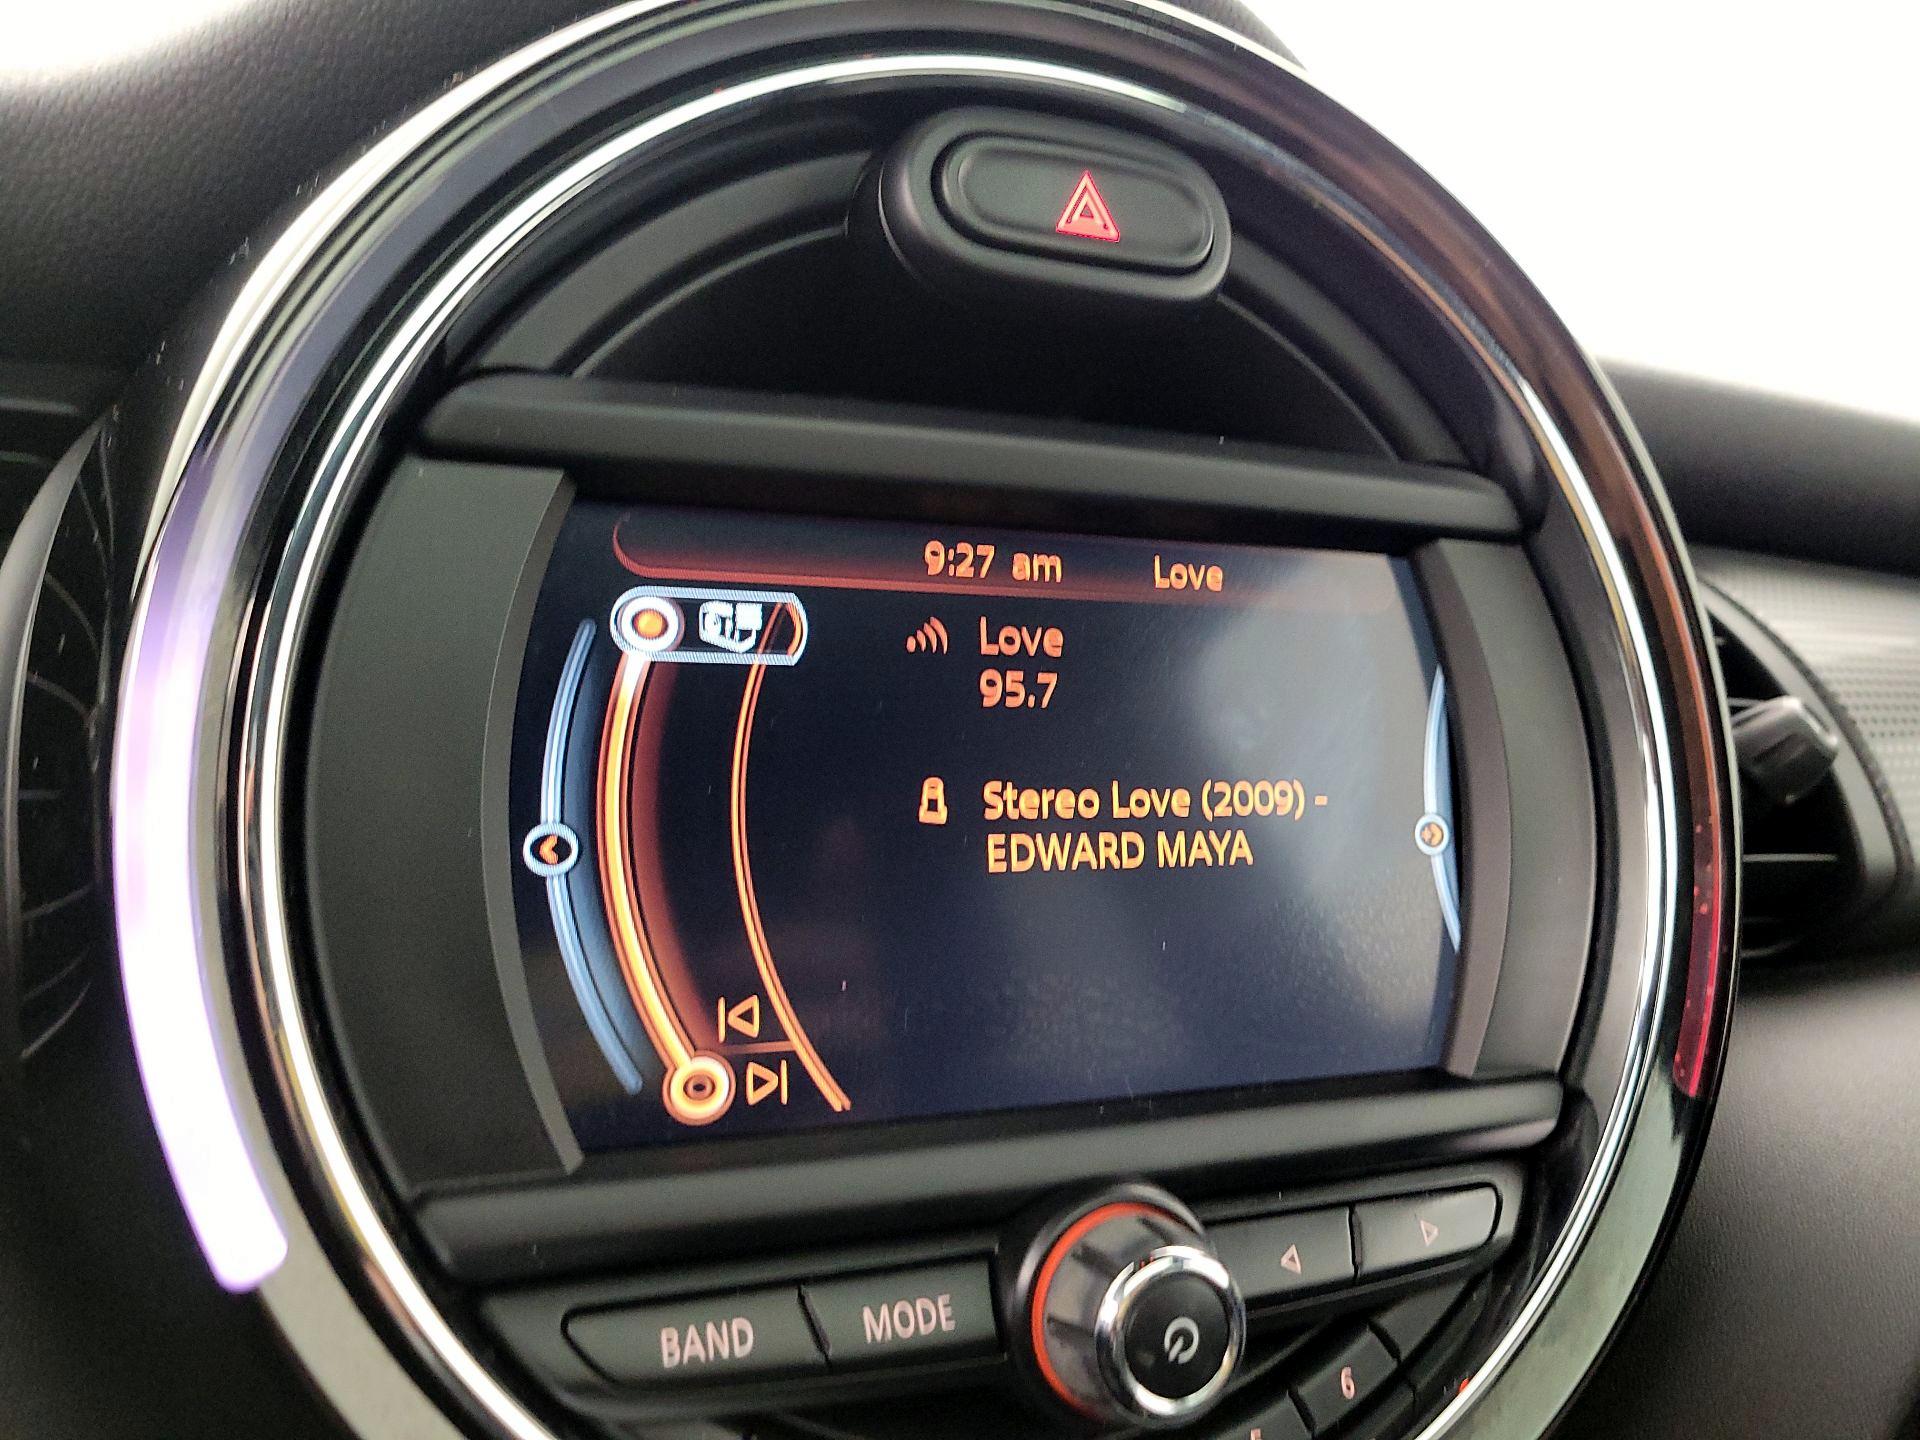 9:27 am Love
Love
95.7
Stereo Love (2009) -
EDWARD MAYA
BAND MODE
6